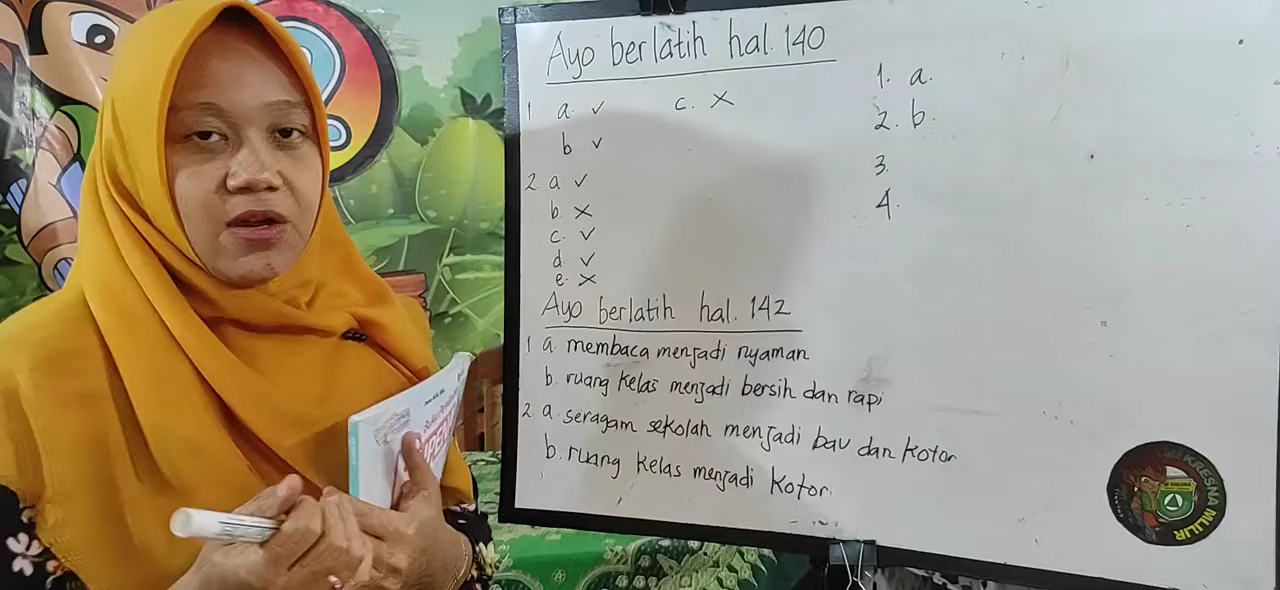 Ayo berlatih hal. 140
1. a. ✓ c. ✗
b ✓
2. a ✓
b. ✗
c. ✓
d ✓
e. ✗
Ayo berlatih hal. 142
1 a. membaca menjadi nyaman
b. ruang kelas menjadi bersih dan rapi
2. a. seragam sekolah menjadi bau dan kotor
b. ruang kelas menjadi kotor.
1. a.
2. b.
3.
4.
KRESNA MLILIR